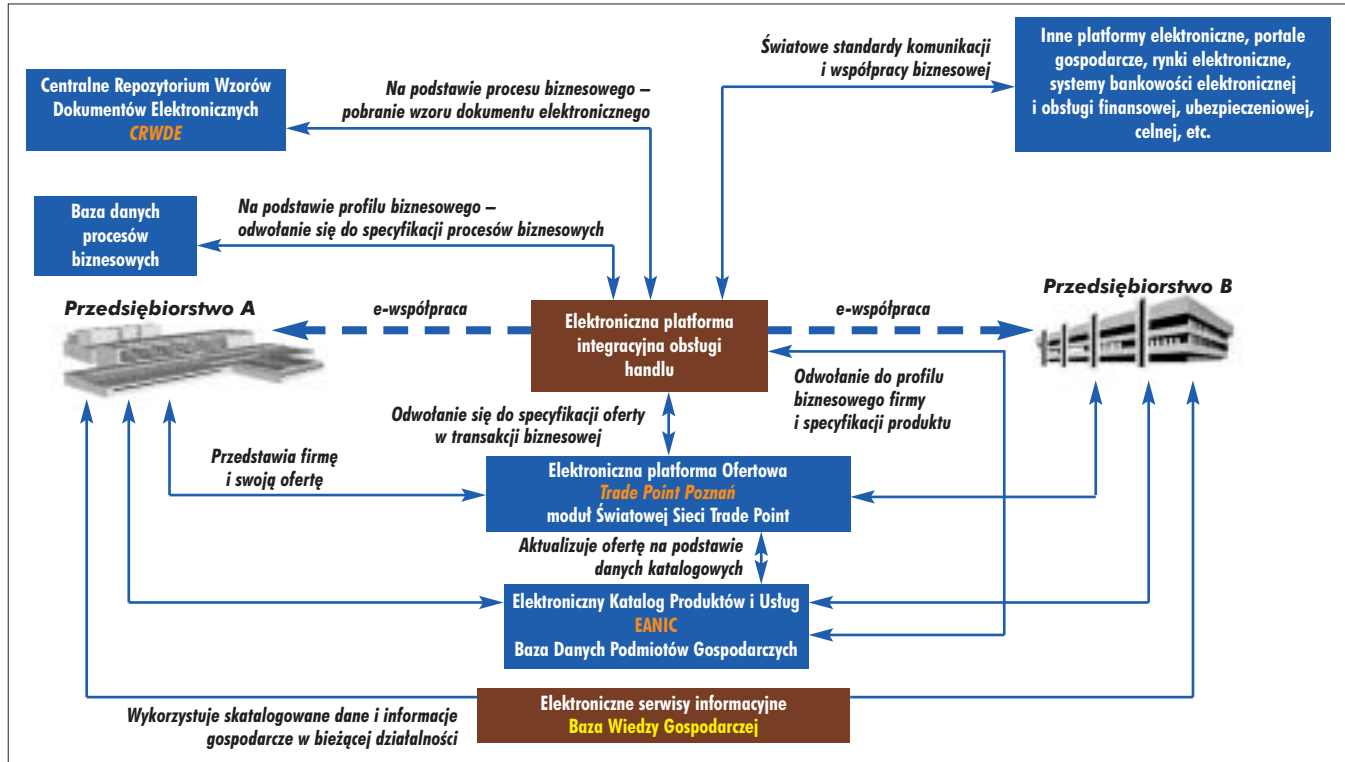 Centralne Repozytorium Wzorów
Dokumentów Elektronicznych
CRWDE
Na podstawie procesu biznesowego –
pobranie wzoru dokumentu elektronicznego
Światowe standardy komunikacji
i współpracy biznesowej
Inne platformy elektroniczne, portale
gospodarcze, rynki elektroniczne,
systemy bankowości elektronicznej
i obsługi finansowej, ubezpieczeniowej,
celnej, etc.
Baza danych
procesów
biznesowych
Na podstawie profilu biznesowego –
odwołanie się do specyfikacji procesów biznesowych
Przedsiębiorstwo A
e-współpraca
Elektroniczna platforma
integracyjna obsługi
handlu
e-współpraca
Przedsiębiorstwo B
Odwołanie do profilu
biznesowego firmy
i specyfikacji produktu
Odwołanie się do specyfikacji oferty
w transakcji biznesowej
Przedstawia firmę
i swoją ofertę
Elektroniczna platforma Ofertowa
Trade Point Poznań
moduł Światowej Sieci Trade Point
Aktualizuje ofertę na podstawie
danych katalogowych
Elektroniczny Katalog Produktów i Usług
EANIC
Baza Danych Podmiotów Gospodarczych
Elektroniczne serwisy informacyjne
Baza Wiedzy Gospodarczej
Wykorzystuje skatalogowane dane i informacje
gospodarcze w bieżącej działalności